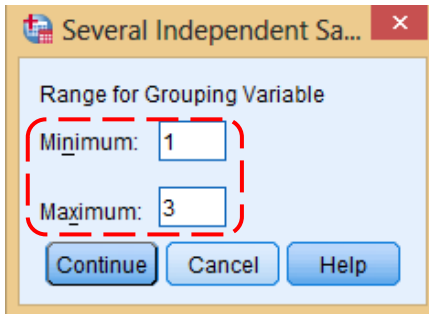 Several Independent Sa...
Range for Grouping Variable
Minimum: 1
Maximum: 3
Continue Cancel Help